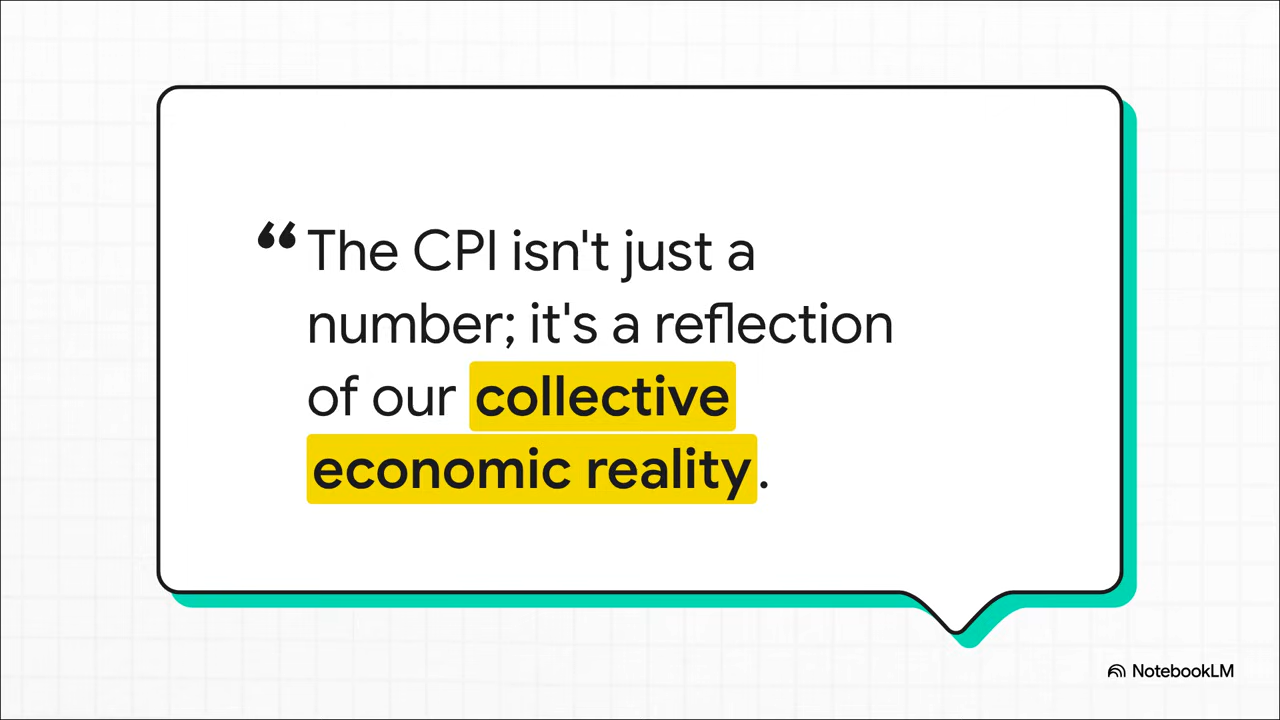 “The CPI isn't just a
number; it's a reflection
of our collective
economic reality.
NotebookLM